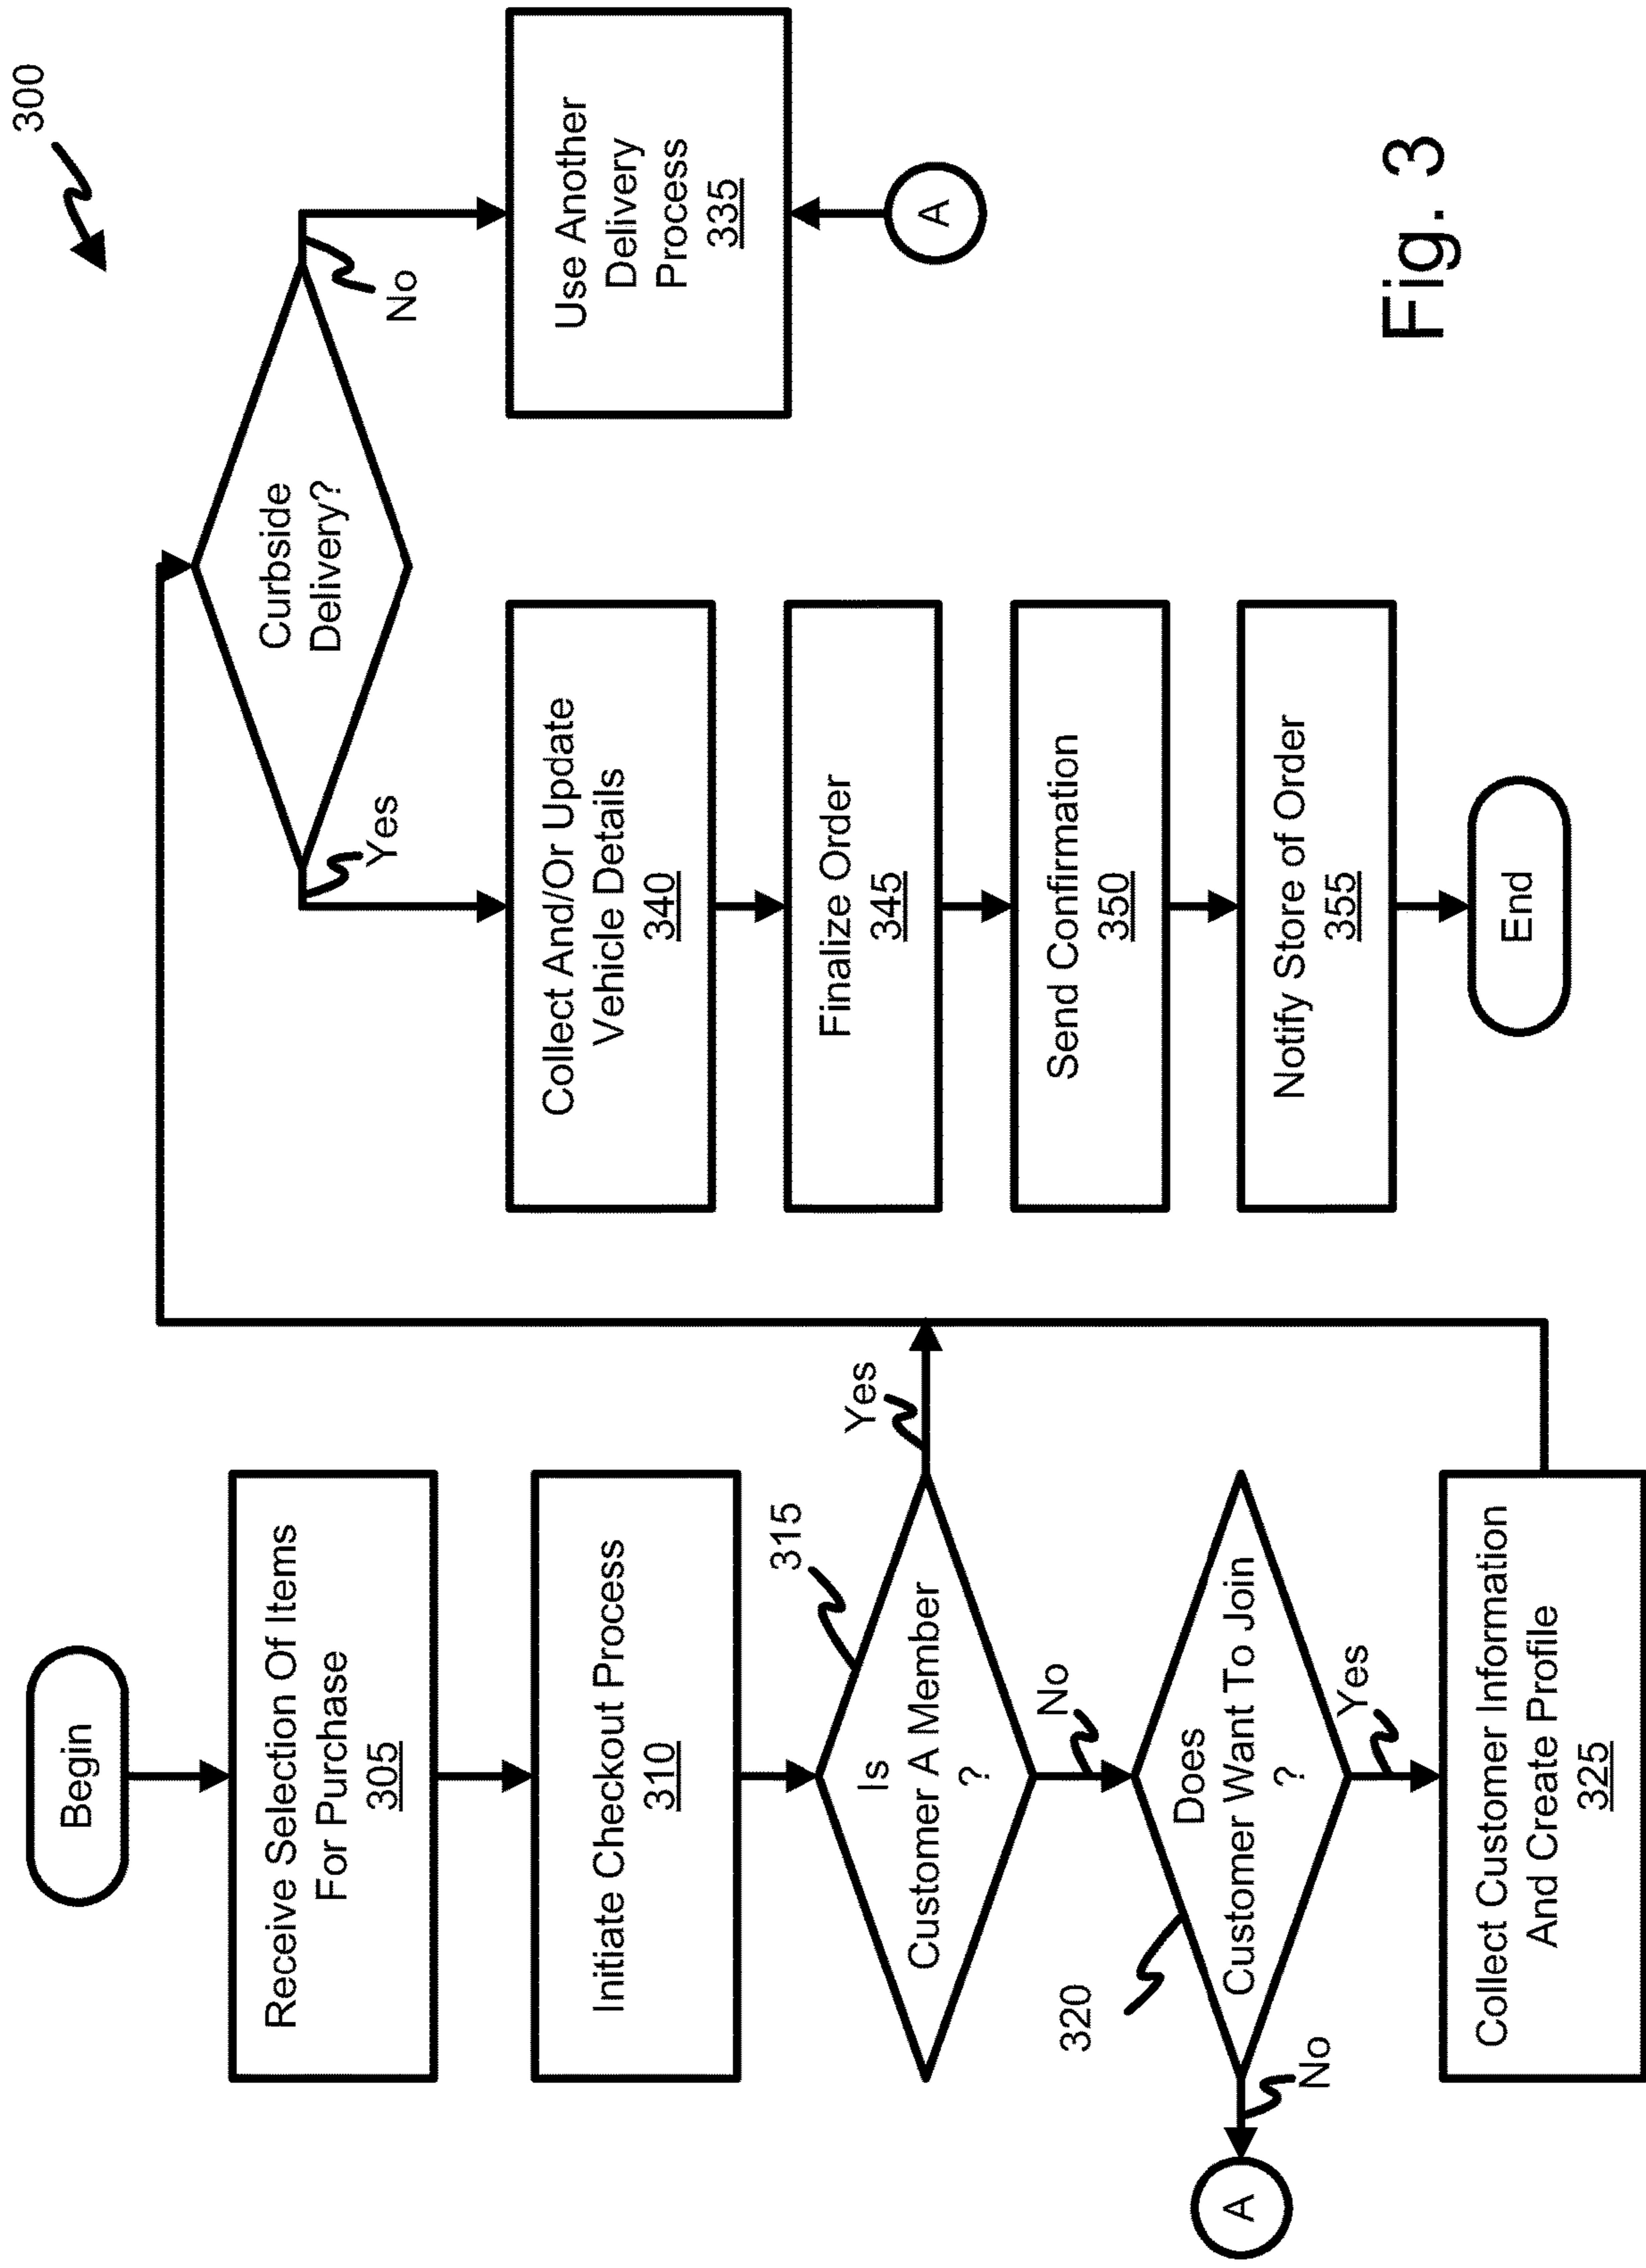 300
Begin
Receive Selection Of Items
For Purchase
305
Initiate Checkout Process
310
315
Is
Customer A Member
?
Yes
No
320
Does
Customer Want To Join
?
No
A
Yes
Collect Customer Information
And Create Profile
325
Curbside
Delivery?
Yes
No
Collect And/Or Update
Vehicle Details
340
Finalize Order
345
Send Confirmation
350
Notify Store of Order
355
End
Use Another
Delivery
Process
335
A
Fig. 3